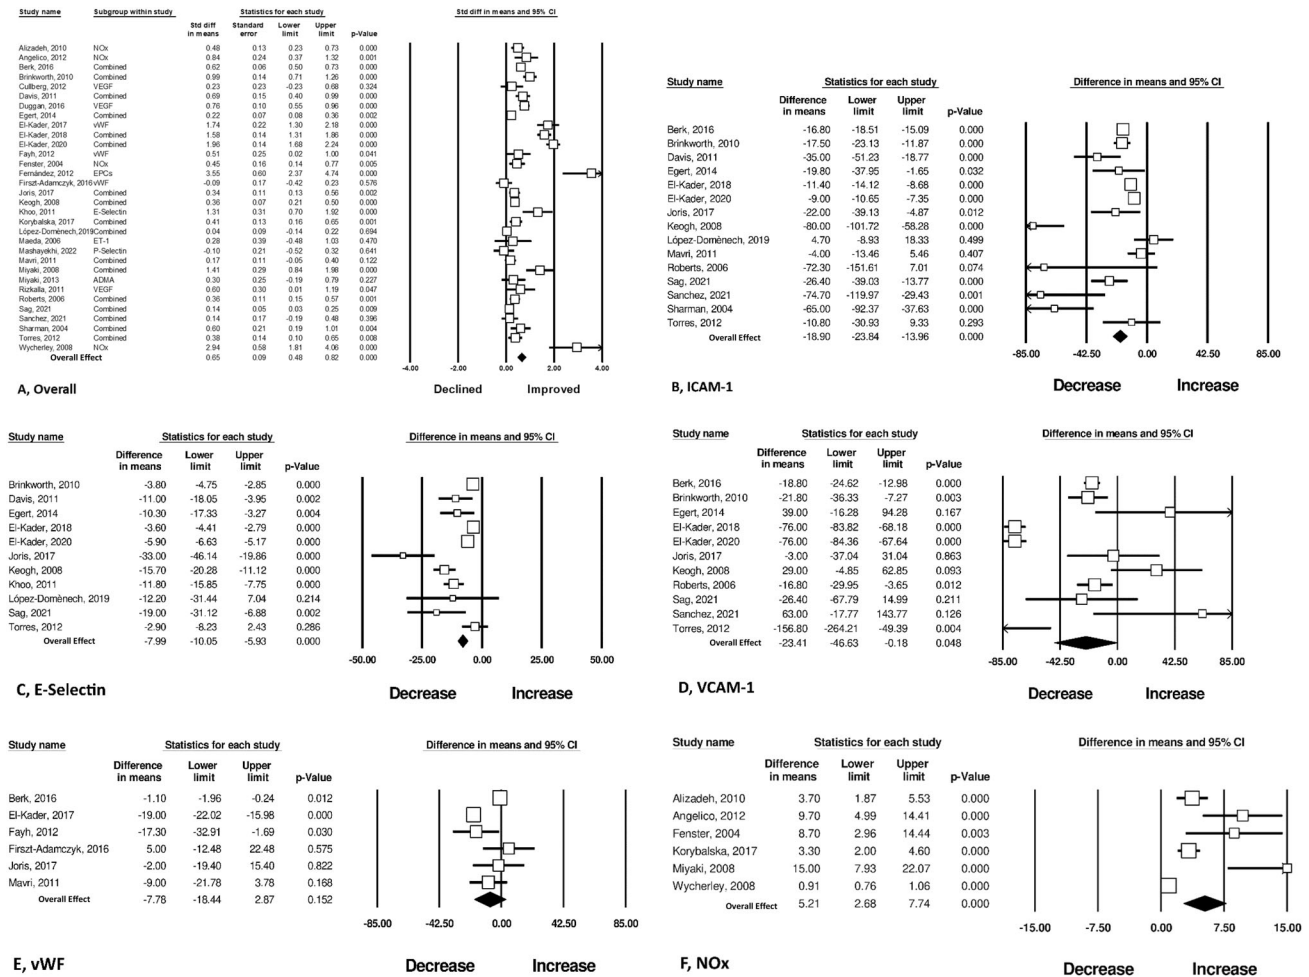 Study name Subgroup within study Statistics for each study Std diff in means and 95% CI
Std diff in means Standard error Lower limit Upper limit p-Value
Alizadeh, 2010 NOx 0.48 0.13 0.23 0.73 0.000
Angelico, 2012 NOx 0.84 0.24 0.37 1.32 0.001
Berk, 2016 Combined 0.62 0.06 0.50 0.73 0.000
Brinkworth, 2010 Combined 0.99 0.14 0.71 1.26 0.000
Cullberg, 2012 VEGF 0.23 0.23 -0.23 0.68 0.324
Davis, 2011 Combined 0.69 0.15 0.40 0.99 0.000
Duggan, 2016 VEGF 0.76 0.10 0.55 0.96 0.000
Egert, 2014 Combined 0.22 0.07 0.08 0.36 0.002
El-Kader, 2017 vWF 1.74 0.22 1.30 2.18 0.000
El-Kader, 2018 Combined 1.58 0.14 1.31 1.86 0.000
El-Kader, 2020 Combined 1.96 0.14 1.68 2.24 0.000
Fayh, 2012 vWF 0.51 0.25 0.02 1.00 0.041
Fenster, 2004 NOx 0.45 0.16 0.14 0.77 0.005
Fernández, 2012 EPCs 3.55 0.60 2.37 4.74 0.000
Firszt-Adamczyk, 2016vWF -0.09 0.17 -0.42 0.23 0.576
Joris, 2017 Combined 0.34 0.11 0.13 0.56 0.002
Keogh, 2008 Combined 0.36 0.07 0.21 0.50 0.000
Khoo, 2011 E-Selectin 1.31 0.31 0.70 1.92 0.000
Korybalska, 2017 Combined 0.41 0.13 0.16 0.65 0.001
López-Domènech,2019Combined 0.04 0.09 -0.14 0.22 0.694
Maeda, 2006 ET-1 0.28 0.39 -0.48 1.03 0.470
Mashayekhi, 2022 P-Selectin -0.10 0.21 -0.52 0.32 0.641
Mavri, 2011 Combined 0.17 0.11 -0.05 0.40 0.122
Miyaki, 2008 Combined 1.41 0.29 0.84 1.98 0.000
Miyaki, 2013 ADMA 0.30 0.25 -0.19 0.79 0.227
Rizkalla, 2011 VEGF 0.60 0.30 0.01 1.19 0.047
Roberts, 2006 Combined 0.36 0.11 0.15 0.57 0.001
Sag, 2021 Combined 0.14 0.05 0.03 0.25 0.009
Sanchez, 2021 Combined 0.14 0.17 -0.19 0.48 0.396
Sharman, 2004 Combined 0.60 0.21 0.19 1.01 0.004
Torres, 2012 Combined 0.38 0.14 0.10 0.65 0.008
Wycherley, 2008 NOx 2.94 0.58 1.81 4.06 0.000
Overall Effect 0.65 0.09 0.48 0.82 0.000
-4.00 -2.00 0.00 2.00 4.00
A, Overall Declined Improved
Study name Statistics for each study Difference in means and 95% CI
Difference in means Lower limit Upper limit p-Value
Berk, 2016 -16.80 -18.51 -15.09 0.000
Brinkworth, 2010 -17.50 -23.13 -11.87 0.000
Davis, 2011 -35.00 -51.23 -18.77 0.000
Egert, 2014 -19.80 -37.95 -1.65 0.032
El-Kader, 2018 -11.40 -14.12 -8.68 0.000
El-Kader, 2020 -9.00 -10.65 -7.35 0.000
Joris, 2017 -22.00 -39.13 -4.87 0.012
Keogh, 2008 -80.00 -101.72 -58.28 0.000
López-Domènech, 2019 4.70 -8.93 18.33 0.499
Mavri, 2011 -4.00 -13.46 5.46 0.407
Roberts, 2006 -72.30 -151.61 7.01 0.074
Sag, 2021 -26.40 -39.03 -13.77 0.000
Sanchez, 2021 -74.70 -119.97 -29.43 0.001
Sharman, 2004 -65.00 -92.37 -37.63 0.000
Torres, 2012 -10.80 -30.93 9.33 0.293
Overall Effect -18.90 -23.84 -13.96 0.000
-85.00 -42.50 0.00 42.50 85.00
B, ICAM-1 Decrease Increase
Study name Statistics for each study Difference in means and 95% CI
Difference in means Lower limit Upper limit p-Value
Brinkworth, 2010 -3.80 -4.75 -2.85 0.000
Davis, 2011 -11.00 -18.05 -3.95 0.002
Egert, 2014 -10.30 -17.33 -3.27 0.004
El-Kader, 2018 -3.60 -4.41 -2.79 0.000
El-Kader, 2020 -5.90 -6.63 -5.17 0.000
Joris, 2017 -33.00 -46.14 -19.86 0.000
Keogh, 2008 -15.70 -20.28 -11.12 0.000
Khoo, 2011 -11.80 -15.85 -7.75 0.000
López-Domènech, 2019 -12.20 -31.44 7.04 0.214
Sag, 2021 -19.00 -31.12 -6.88 0.002
Torres, 2012 -2.90 -8.23 2.43 0.286
Overall Effect -7.99 -10.05 -5.93 0.000
-50.00 -25.00 0.00 25.00 50.00
C, E-Selectin Decrease Increase
Study name Statistics for each study Difference in means and 95% CI
Difference in means Lower limit Upper limit p-Value
Berk, 2016 -18.80 -24.62 -12.98 0.000
Brinkworth, 2010 -21.80 -36.33 -7.27 0.003
Egert, 2014 39.00 -16.28 94.28 0.167
El-Kader, 2018 -76.00 -83.82 -68.18 0.000
El-Kader, 2020 -76.00 -84.36 -67.64 0.000
Joris, 2017 -3.00 -37.04 31.04 0.863
Keogh, 2008 29.00 -4.85 62.85 0.093
Roberts, 2006 -16.80 -29.95 -3.65 0.012
Sag, 2021 -26.40 -67.79 14.99 0.211
Sanchez, 2021 63.00 -17.77 143.77 0.126
Torres, 2012 -156.80 -264.21 -49.39 0.004
Overall Effect -23.41 -46.63 -0.18 0.048
-85.00 -42.50 0.00 42.50 85.00
D, VCAM-1 Decrease Increase
Study name Statistics for each study Difference in means and 95% CI
Difference in means Lower limit Upper limit p-Value
Berk, 2016 -1.10 -1.96 -0.24 0.012
El-Kader, 2017 -19.00 -22.02 -15.98 0.000
Fayh, 2012 -17.30 -32.91 -1.69 0.030
Firszt-Adamczyk, 2016 5.00 -12.48 22.48 0.575
Joris, 2017 -2.00 -19.40 15.40 0.822
Mavri, 2011 -9.00 -21.78 3.78 0.168
Overall Effect -7.78 -18.44 2.87 0.152
-85.00 -42.50 0.00 42.50 85.00
E, vWF Decrease Increase
Study name Statistics for each study Difference in means and 95% CI
Difference in means Lower limit Upper limit p-Value
Alizadeh, 2010 3.70 1.87 5.53 0.000
Angelico, 2012 9.70 4.99 14.41 0.000
Fenster, 2004 8.70 2.96 14.44 0.003
Korybalska, 2017 3.30 2.00 4.60 0.000
Miyaki, 2008 15.00 7.93 22.07 0.000
Wycherley, 2008 0.91 0.76 1.06 0.000
Overall Effect 5.21 2.68 7.74 0.000
-15.00 -7.50 0.00 7.50 15.00
F, NOx Decrease Increase